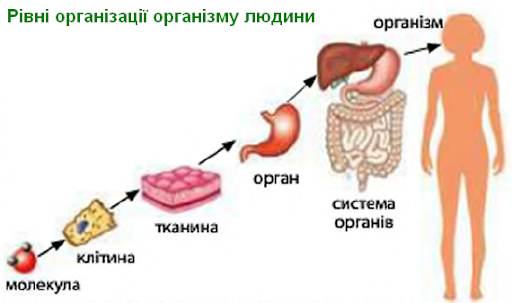 Рівні організації організму людини
організм
орган
система
органів
тканина
клітина
молекула